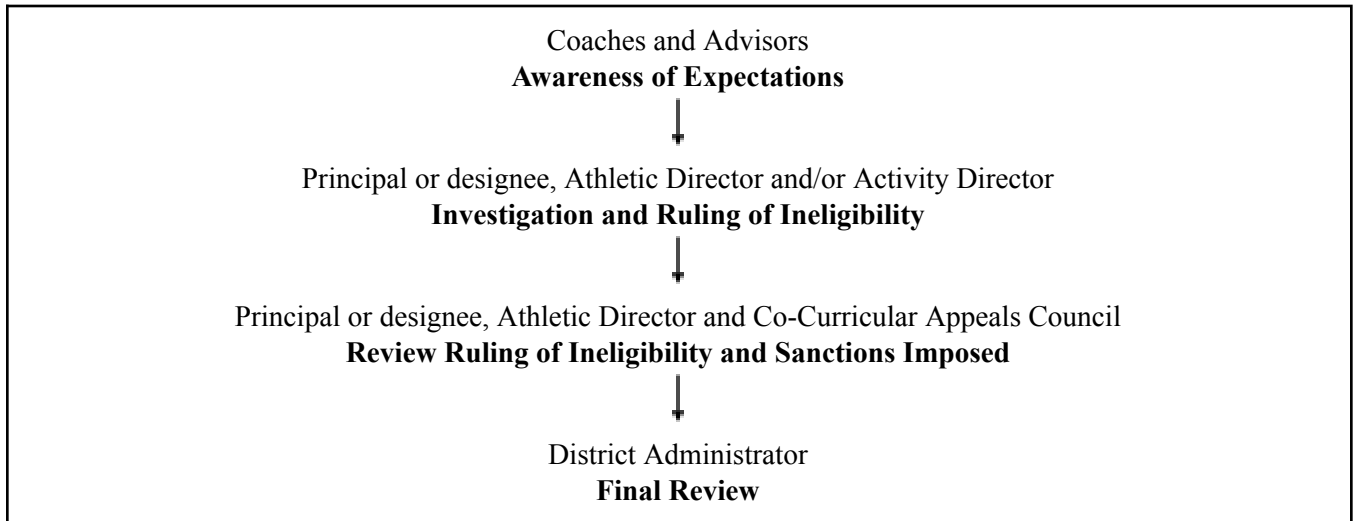 Coaches and Advisors
Awareness of Expectations
Principal or designee, Athletic Director and/or Activity Director
Investigation and Ruling of Ineligibility
Principal or designee, Athletic Director and Co-Curricular Appeals Council
Review Ruling of Ineligibility and Sanctions Imposed
District Administrator
Final Review